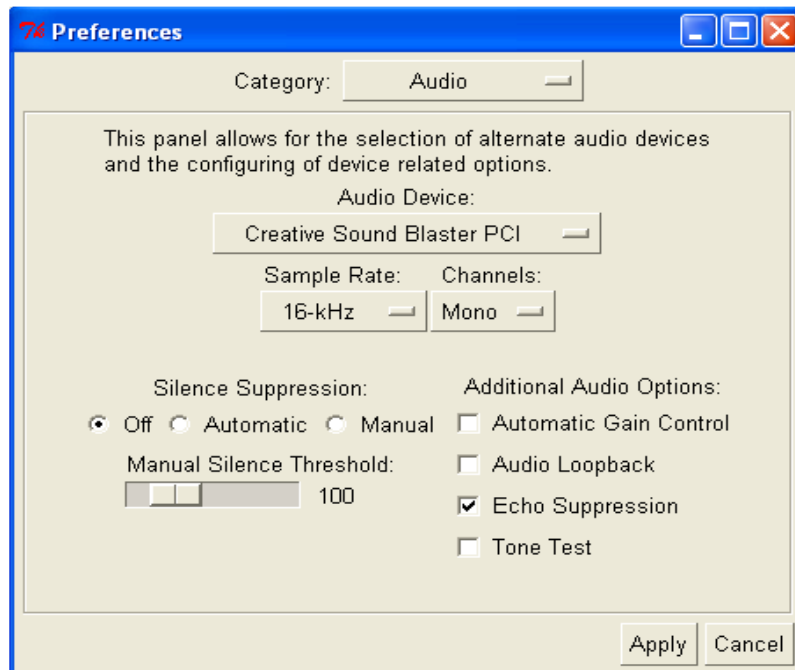 7% Preferences
Category: Audio
This panel allows for the selection of alternate audio devices
and the configuring of device related options.
Audio Device:
Creative Sound Blaster PCI
Sample Rate: Channels:
16-kHz Mono
Silence Suppression: Additional Audio Options:
Off Automatic Manual Automatic Gain Control
Manual Silence Threshold: Audio Loopback
100 Echo Suppression
Tone Test
Apply Cancel